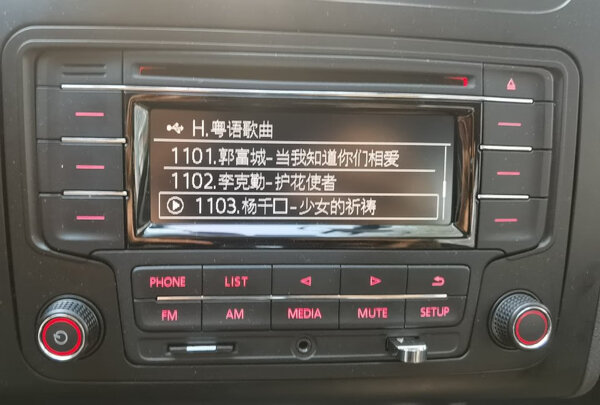 H.粤语歌曲
1101.郭富城-当我知道你们相爱
1102.李克勤-护花使者
1103.杨千□-少女的祈祷
PHONE LIST
FM AM MEDIA MUTE SETUP